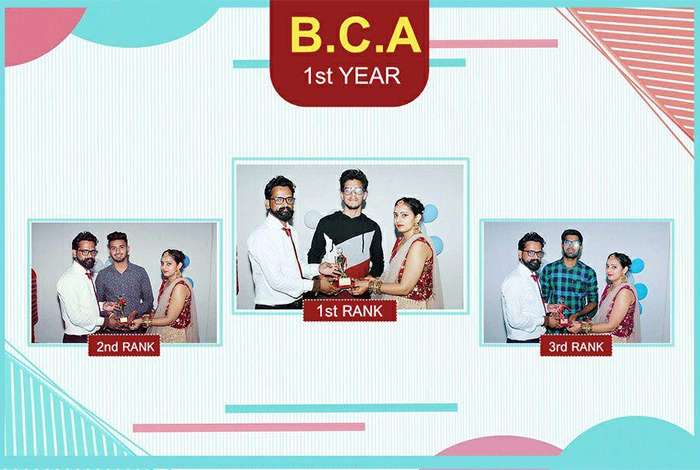 B.C.A
1st YEAR
1st RANK
2nd RANK
3rd RANK